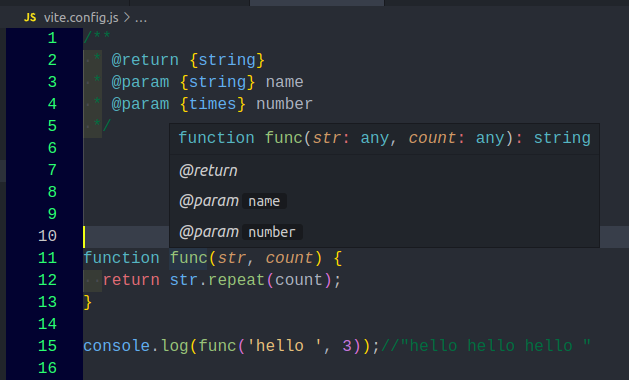 JS vite.config.js > ...
1 /**
2 * @return {string}
3 * @param {string} name
4 * @param {times} number
5 */
6
7
8
9
10
function func(str: any, count: any): string
@return
@param name
@param number
11 function func(str, count) {
12 return str.repeat(count);
13 }
14
15 console.log(func('hello ', 3));//"hello hello hello "
16